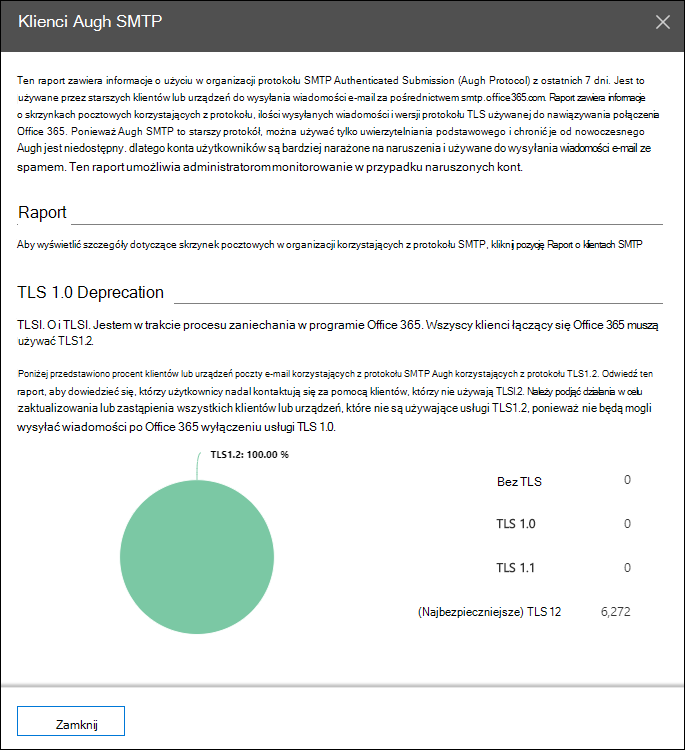 Klienci Augh SMTP
Ten raport zawiera informacje o użyciu w organizacji protokołu SMTP Authenticated Submission (Augh Protocol) z ostatnich 7 dni. Jest to
używane przez starszych klientów lub urządzeń do wysyłania wiadomości e-mail za pośrednictwem smtp.office365.com. Raport zawiera informacje
o skrzynkach pocztowych korzystających z protokołu, ilości wysyłanych wiadomości i wersji protokołu TLS używanej do nawiązywania połączenia
Office 365. Ponieważ Augh SMTP to starszy protokół, można używać tylko uwierzytelniania podstawowego i chronić je od nowoczesnego
Augh jest niedostępny. dlatego konta użytkowników są bardziej narażone na naruszenia i używane do wysyłania wiadomości e-mail ze
spamem. Ten raport umożliwia administratorom monitorowanie w przypadku naruszonych kont.
Raport
Aby wyświetlić szczegóły dotyczące skrzynek pocztowych w organizacji korzystających z protokołu SMTP, kliknij pozycję Raport o klientach SMTP
TLS 1.0 Deprecation
TLSI. O i TLSI. Jestem w trakcie procesu zaniechania w programie Office 365. Wszyscy klienci łączący się Office 365 muszą
używać TLS1.2.
Poniżej przedstawiono procent klientów lub urządzeń poczty e-mail korzystających z protokołu SMTP Augh korzystających z protokołu TLS1.2. Odwiedź ten
raport, aby dowiedzieć się, którzy użytkownicy nadal kontaktują się za pomocą klientów, którzy nie używają TLSI.2. Należy podjąć działania w celu
zaktualizowania lub zastąpienia wszystkich klientów lub urządzeń, które nie są używające usługi TLS1.2, ponieważ nie będą mogli
wysyłać wiadomości po Office 365 wyłączeniu usługi TLS 1.0.
TLS1.2: 100.00 %
Bez TLS 0
TLS 1.0 0
TLS 1.1 0
(Najbezpieczniejsze) TLS 12 6,272
Zamknij